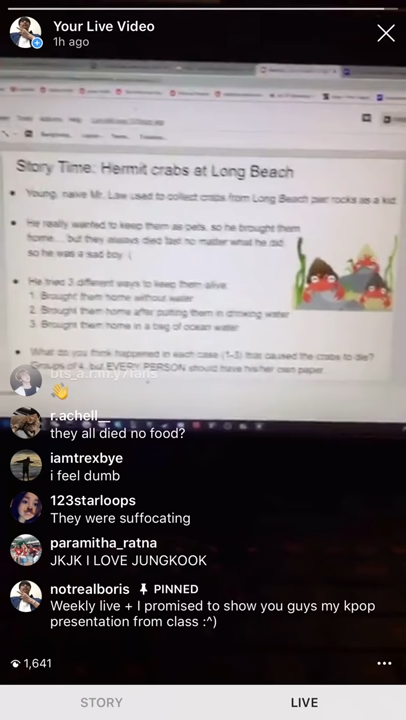 Your Live Video
1h ago
Story Time: Hermit crabs at Long Beach
Young, naive Mr. Law used to collect crabs from Long Beach pier rocks as a kid
He really wanted to keep them as pets, so he brought them
home... but they always died fast no matter what he did
so he was a sad boy :(
He tried 3 different ways to keep them alive:
1. Brought them home without water
2. Brought them home after putting them in drinking water
3. Brought them home in a bag of ocean water
What do you think happened in each case (1-3) that caused the crabs to die?
Groups of 4, but EVERY PERSON should have his/her own paper.
👏
r.achell__
they all died no food?
iamtrexbye
i feel dumb
123starloops
They were suffocating
paramitha_ratna
JKJK I LOVE JUNGKOOK
notrealboris PINNED
Weekly live + I promised to show you guys my kpop
presentation from class :^)
1,641
STORY LIVE